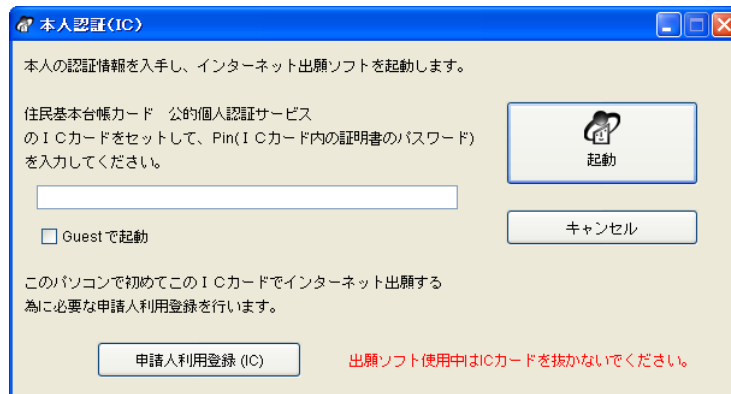 本人認証(IC)
本人の認証情報を入手し、インターネット出願ソフトを起動します。
住民基本台帳カード　公的個人認証サービス
のＩＣカードをセットして、Pin(ＩＣカード内の証明書のパスワード)
を入力してください。
起動
Guestで起動
キャンセル
このパソコンで初めてこのＩＣカードでインターネット出願する
為に必要な申請人利用登録を行います。
申請人利用登録 (IC)
出願ソフト使用中はICカードを抜かないでください。